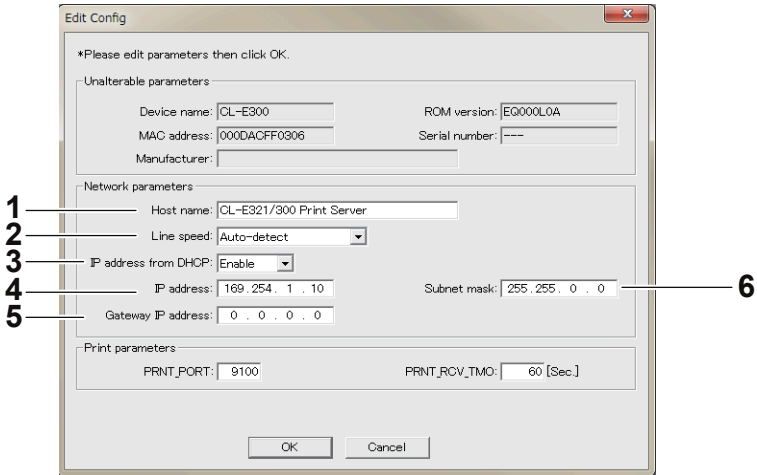 Edit Config
*Please edit parameters then click OK.
Unalterable parameters
Device name: CL-E300 ROM version: EQ000L0A
MAC address: 000DACFF0306 Serial number: ---
Manufacturer:
Network parameters
1 Host name: CL-E321/300 Print Server
2 Line speed: Auto-detect
3 IP address from DHCP: Enable
4 IP address: 169.254. 1 . 10 Subnet mask: 255.255. 0 . 0 6
5 Gateway IP address: 0 . 0 . 0 . 0
Print parameters
PRNT_PORT: 9100 PRNT_RCV_TMO: 60 [Sec.]
OK Cancel